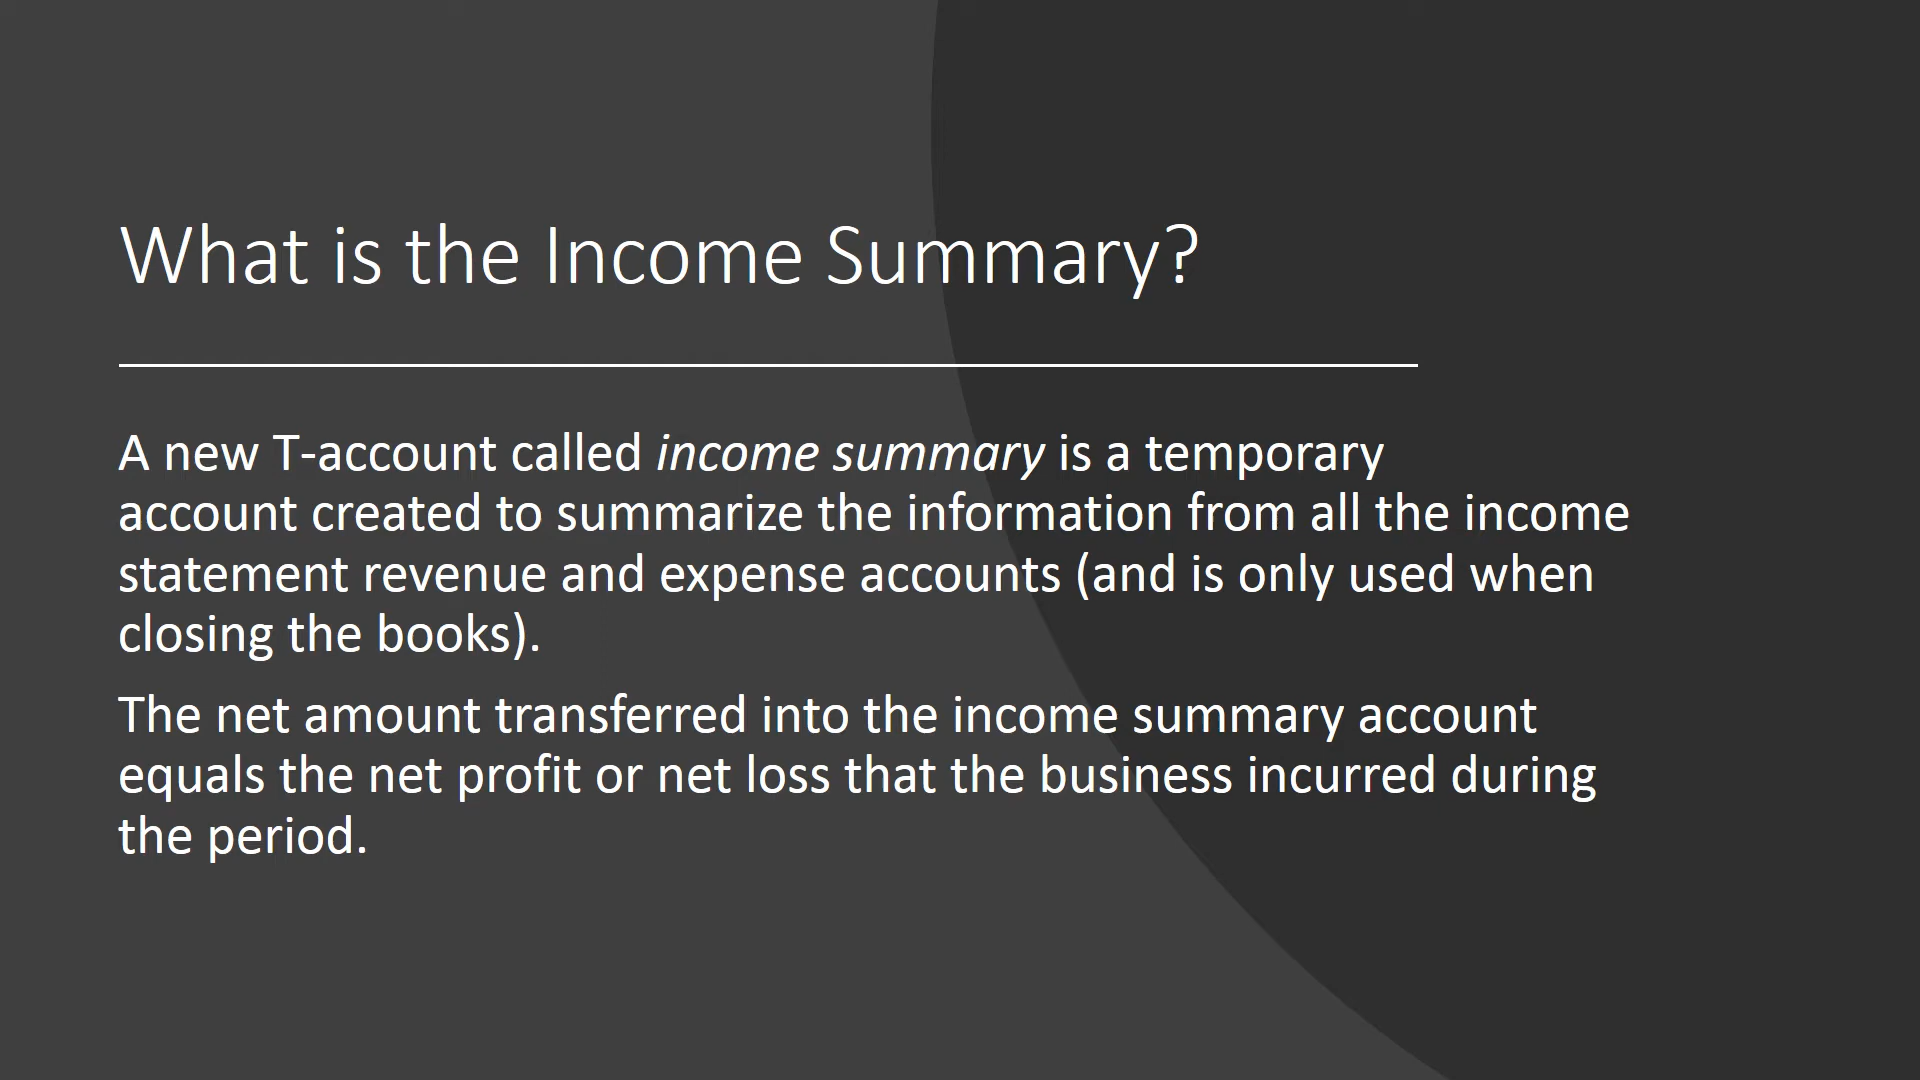 What is the Income Summary?
A new T-account called income summary is a temporary
account created to summarize the information from all the income
statement revenue and expense accounts (and is only used when
closing the books).
The net amount transferred into the income summary account
equals the net profit or net loss that the business incurred during
the period.